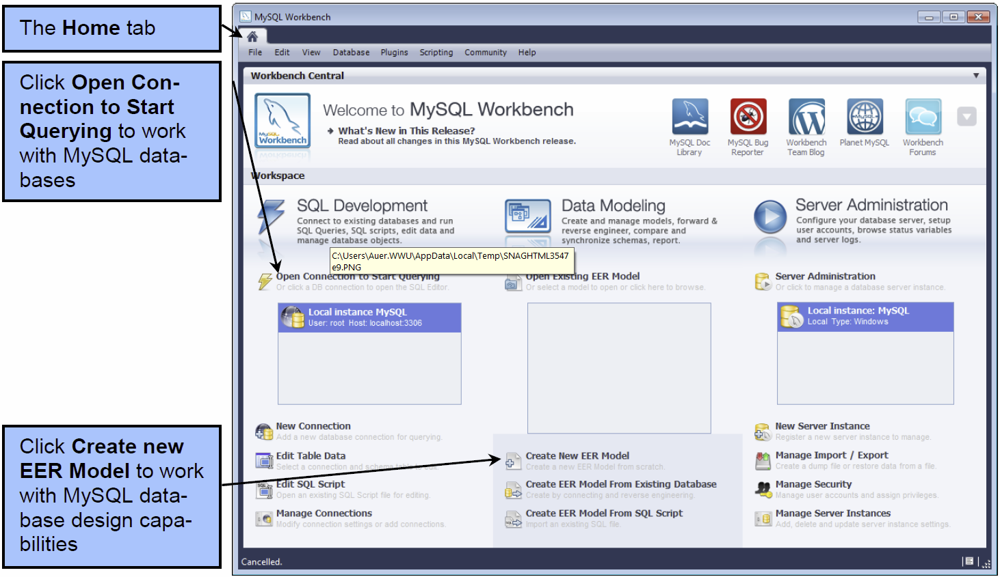 The Home tab
Click Open Con-
nection to Start
Querying to work
with MySQL data-
bases
Click Create new
EER Model to work
with MySQL data-
base design capa-
bilities
MySQL Workbench
File Edit View Database Plugins Scripting Community Help
Workbench Central
MySQL
Workbench
Welcome to MySQL Workbench
What's New in This Release?
Read about all changes in this MySQL Workbench release.
MySQL Doc
Library
MySQL Bug
Reporter
Workbench
Team Blog
MySQL
Planet MySQL
Workbench
Forums
Workspace
SQL Development
Connect to existing databases and run
SQL Queries, SQL scripts, edit data and
manage database objects.
Data Modeling
Create and manage models, forward &
reverse engineer, compare and
synchronize schemas, report.
Server Administration
Configure your database server, setup
user accounts, browse status variables
and server logs.
C:\Users\Auer.WWU\AppData\Local\Temp\SNAGHTML3547
e9.PNG
Open Connection to Start Querying
Or click a DB connection to open the SQL Editor.
Local instance MySQL
User: root Host: localhost:3306
New Connection
Add a new database connection for querying.
Edit Table Data
Select a connection and schema table to edit.
Edit SQL Script
Open an existing SQL Script file for editing.
Manage Connections
Modify connection settings or add connections.
Open Existing EER Model
Or select a model to open or click here to browse.
Create New EER Model
Create a new EER Model from scratch.
Create EER Model From Existing Database
Create by connecting and reverse engineering.
Create EER Model From SQL Script
Import an existing SQL file.
Server Administration
Or click to manage a database server instance.
Local instance: MySQL
Local Type: Windows
New Server Instance
Register a new server instance to manage.
Manage Import / Export
Create a dump file or restore data from a file.
Manage Security
Manage user accounts and assign privileges.
Manage Server Instances
Add, delete and update server instance settings.
Cancelled.